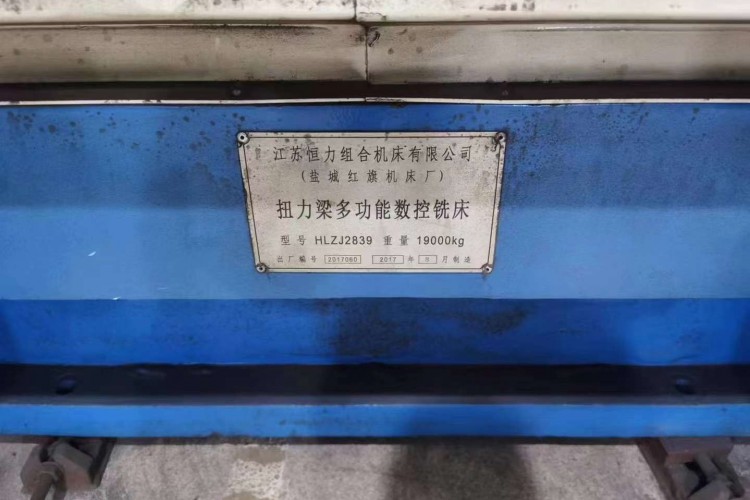 江苏恒力组合机床有限公司
(盐城红旗机床厂)
扭力梁多功能数控铣床
型号 HLZJ2839 重量 19000kg
出厂编号 2017060 2017 年 月制造